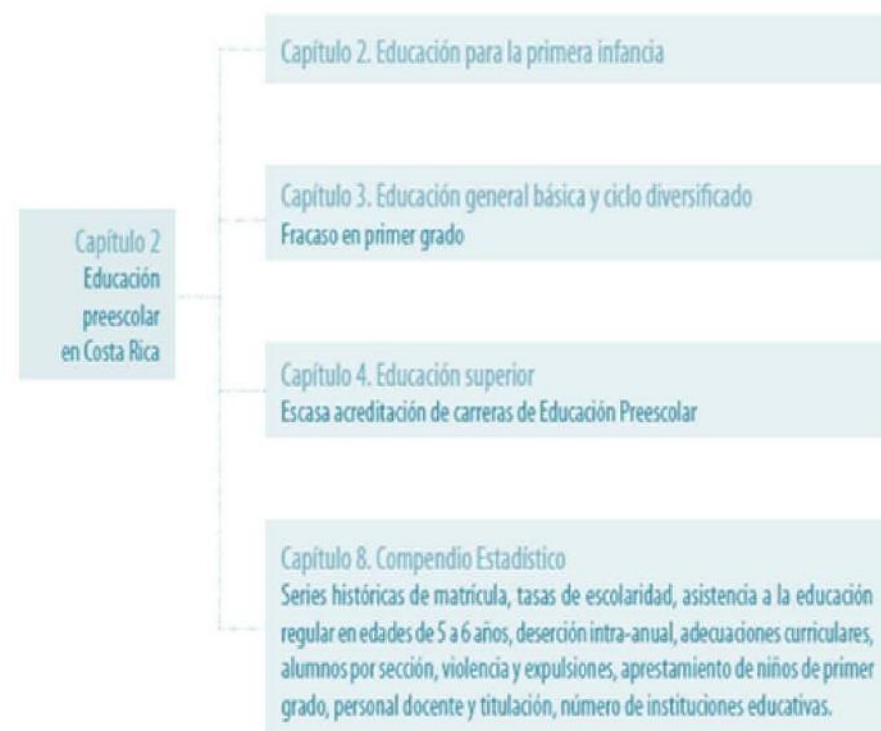 Capítulo 2. Educación para la primera infancia
Capítulo 3. Educación general básica y ciclo diversificado
Fracaso en primer grado
Capítulo 2
Educación
preescolar
en Costa Rica
Capítulo 4. Educación superior
Escasa acreditación de carreras de Educación Preescolar
Capítulo 8. Compendio Estadístico
Series históricas de matrícula, tasas de escolaridad, asistencia a la educación
regular en edades de 5 a 6 años, deserción intra-anual, adecuaciones curriculares,
alumnos por sección, violencia y expulsiones, aprestamiento de niños de primer
grado, personal docente y titulación, número de instituciones educativas.